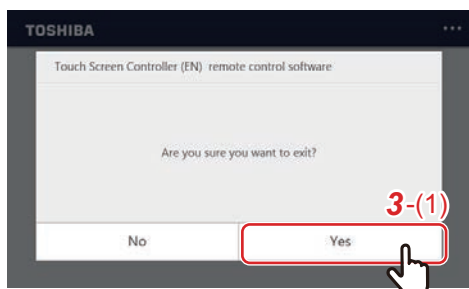 TOSHIBA
Touch Screen Controller (EN) remote control software
Are you sure you want to exit?
3-(1)
No
Yes